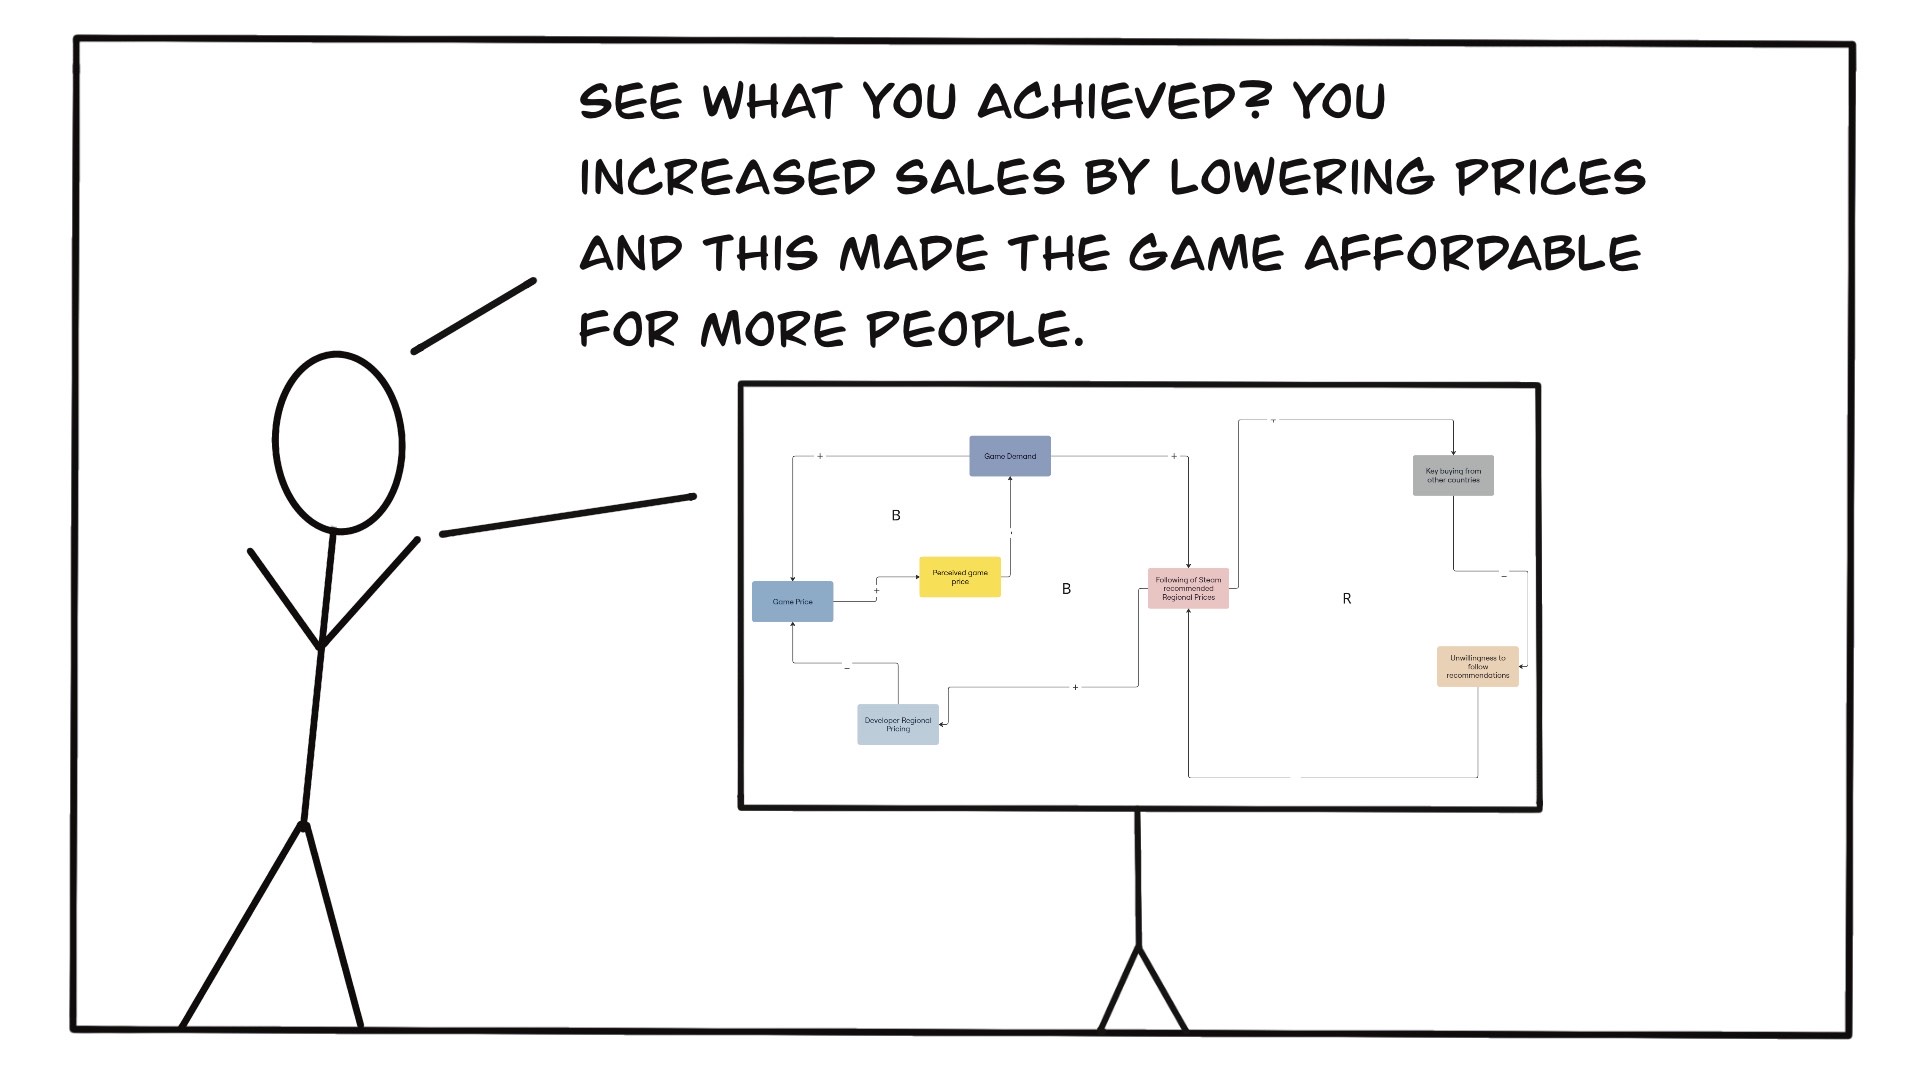 SEE WHAT YOU ACHIEVED? YOU
INCREASED SALES BY LOWERING PRICES
AND THIS MADE THE GAME AFFORDABLE
FOR MORE PEOPLE.
+
Game Demand
+
+
Key buying from
other countries
B
Perceived game
price
+
Game Price
B
Following of Steam
recommended
Regional Prices
R
–
–
Unwillingness to
follow
recommendations
+
Developer Regional
Pricing